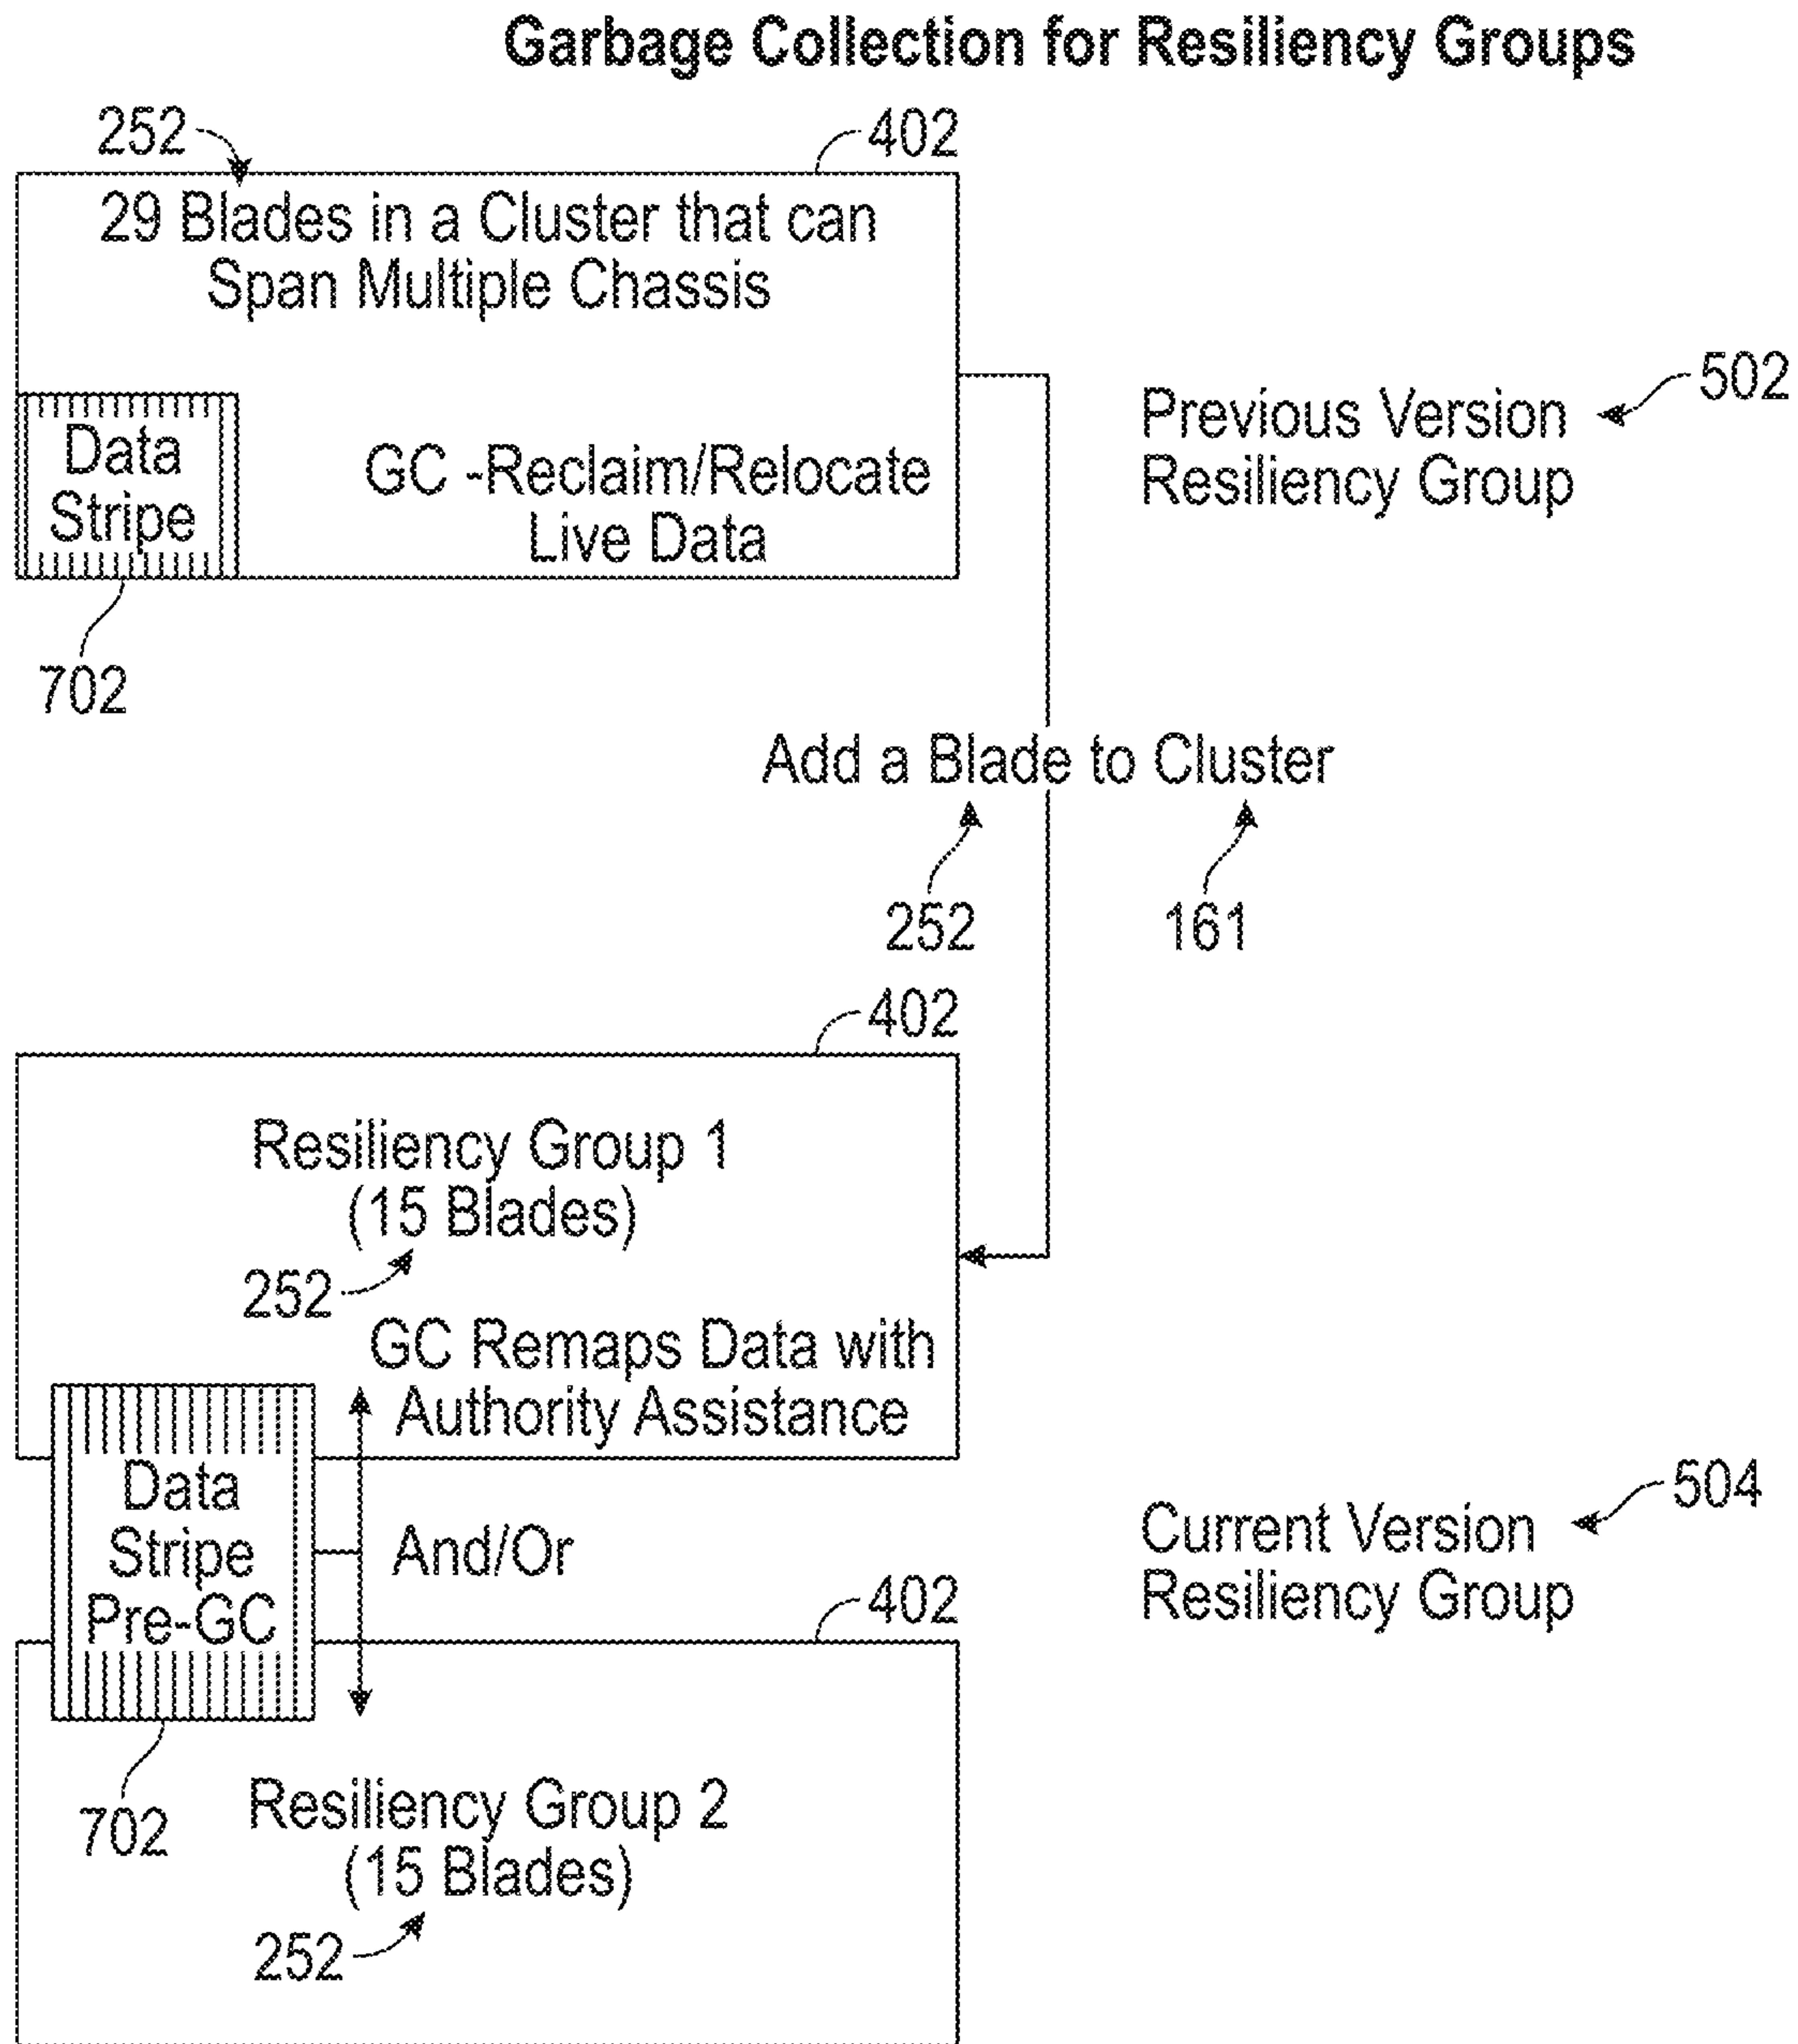 Garbage Collection for Resiliency Groups
252
402
29 Blades in a Cluster that can
Span Multiple Chassis
502
Previous Version
Resiliency Group
Data
Stripe
GC -Reclaim/Relocate
Live Data
702
Add a Blade to Cluster
252
161
402
Resiliency Group 1
(15 Blades)
252
GC Remaps Data with
Authority Assistance
Data
Stripe
Pre-GC
And/Or
504
Current Version
Resiliency Group
402
702
Resiliency Group 2
(15 Blades)
252